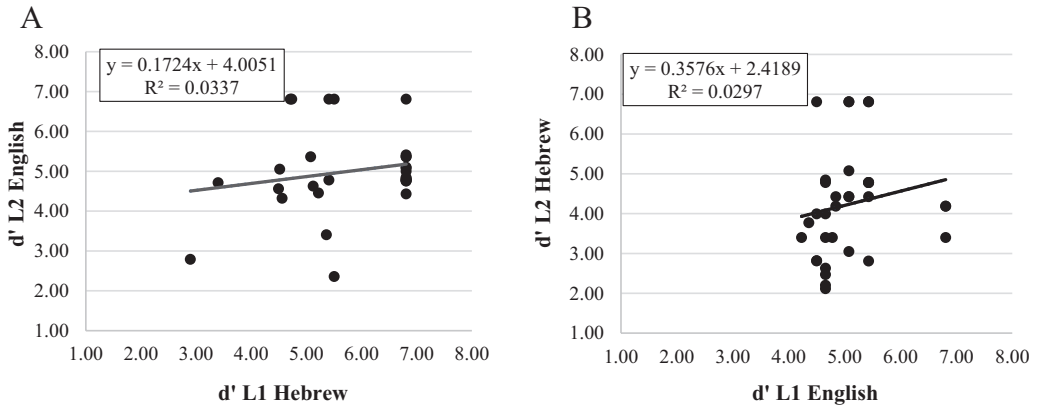 A
y = 0.1724x + 4.0051
R² = 0.0337
8.00
7.00
6.00
5.00
4.00
3.00
2.00
1.00
d' L2 English
1.00 2.00 3.00 4.00 5.00 6.00 7.00 8.00
d' L1 Hebrew
B
y = 0.3576x + 2.4189
R² = 0.0297
8.00
7.00
6.00
5.00
4.00
3.00
2.00
1.00
d' L2 Hebrew
1.00 2.00 3.00 4.00 5.00 6.00 7.00 8.00
d' L1 English